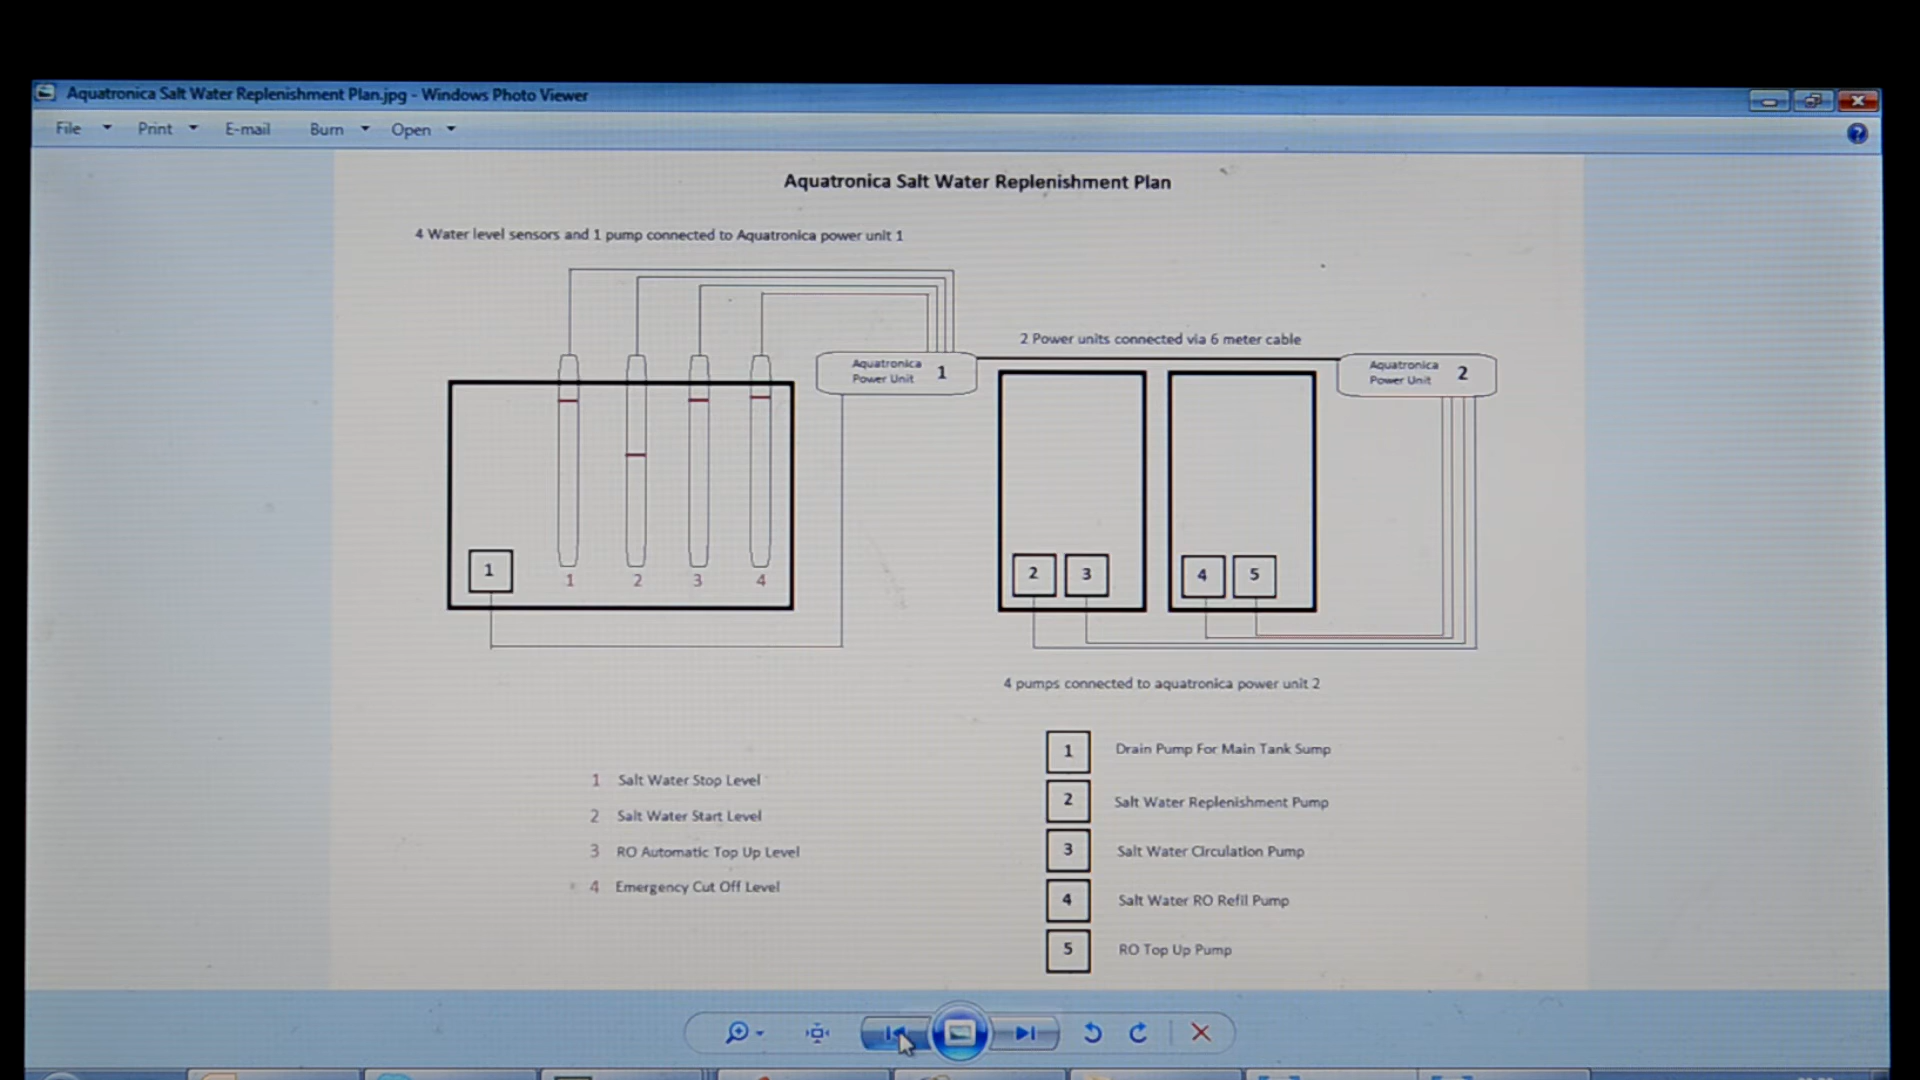 Aquatronica Salt Water Replenishment Plan.jpg - Windows Photo Viewer
File Print E-mail Burn Open
Aquatronica Salt Water Replenishment Plan
4 Water level sensors and 1 pump connected to Aquatronica power unit 1
2 Power units connected via 6 meter cable
Aquatronica
Power Unit 1
Aquatronica
Power Unit 2
1
1 2 3 4
2 3 4 5
4 pumps connected to aquatronica power unit 2
1 Salt Water Stop Level
2 Salt Water Start Level
3 RO Automatic Top Up Level
4 Emergency Cut Off Level
1 Drain Pump For Main Tank Sump
2 Salt Water Replenishment Pump
3 Salt Water Circulation Pump
4 Salt Water RO Refil Pump
5 RO Top Up Pump